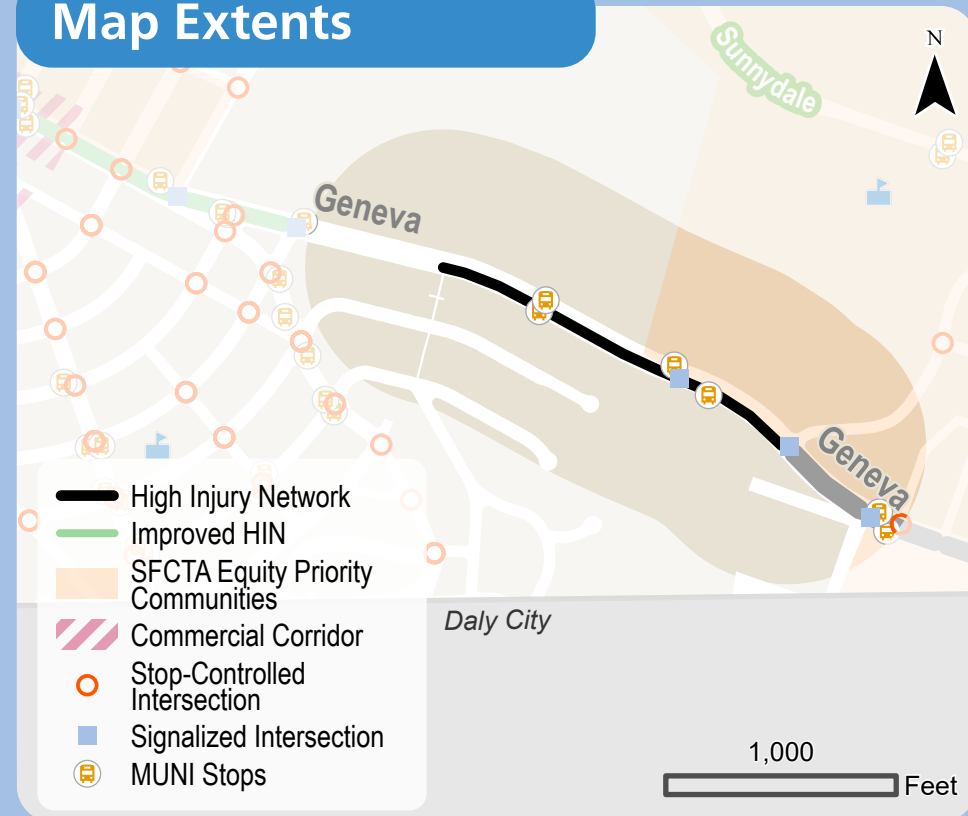 Map Extents
Sunnydale
N
Geneva
Geneva
High Injury Network
Improved HIN
SFCTA Equity Priority
Communities
Commercial Corridor
Stop-Controlled
Intersection
Signalized Intersection
MUNI Stops
Daly City
1,000
Feet